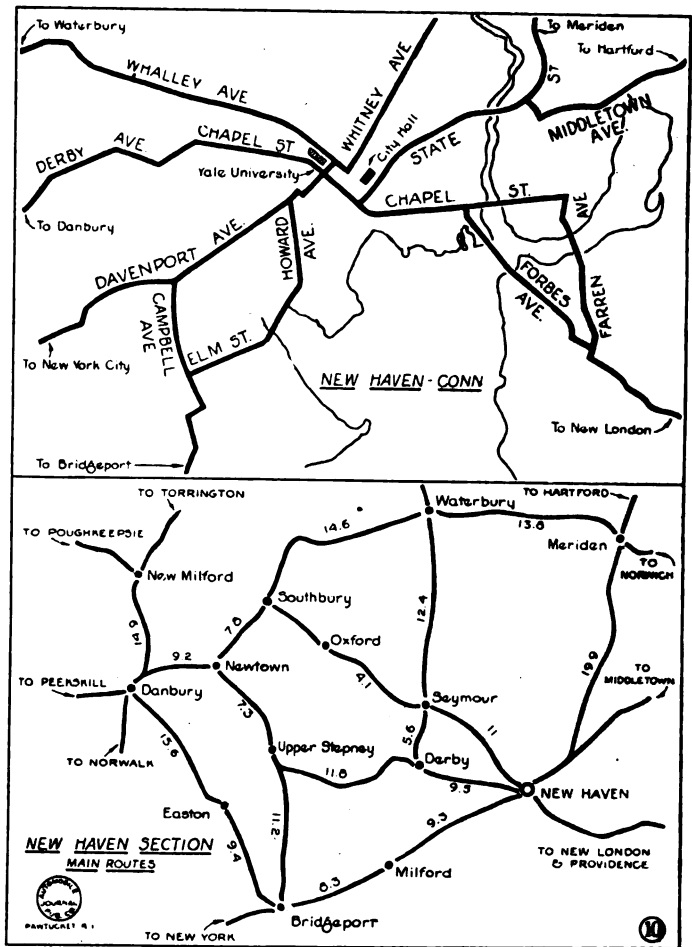 To Waterbury
To Meriden
To Hartford
WHALLEY AVE
WHITNEY AVE
ST
MIDDLETOWN
AVE.
DERBY AVE.
CHAPEL ST
City Hall
STATE
Yale University
CHAPEL ST.
AVE
To Danbury
DAVENPORT AVE.
HOWARD
AVE.
CAMPBELL
AVE
FORBES
AVE.
FARREN
ELM ST.
To New York City
NEW HAVEN - CONN
To New London
To Bridgeport
TO TORRINGTON
TO HARTFORD
TO POUGHKEEPSIE
Waterbury
14.6
13.8
Meriden
TO
NORWICH
New Milford
Southbury
12.4
7.8
Oxford
14.9
9.2
4.1
19.9
TO
MIDDLETOWN
Newtown
TO PEEKSKILL
Danbury
7.3
Seymour
11
5.6
TO NORWALK
15.6
Upper Stepney
11.8
Derby
9.5
NEW HAVEN
Easton
11.2
9.3
NEW HAVEN SECTION
MAIN ROUTES
9.4
TO NEW LONDON
& PROVIDENCE
Milford
8.3
AUTOMOBILE
JOURNAL
PUB CO
PAWTUCKET R.I
Bridgeport
TO NEW YORK
10